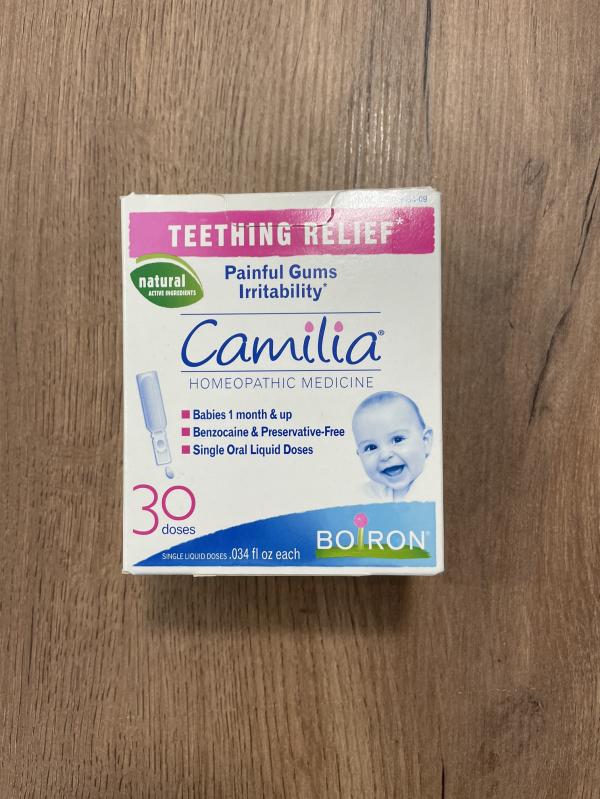 TEETHING RELIEF*
natural
ACTIVE INGREDIENTS
Painful Gums
Irritability*
Camilia®
HOMEOPATHIC MEDICINE
Babies 1 month & up
Benzocaine & Preservative-Free
Single Oral Liquid Doses
30
doses
SINGLE LIQUID DOSES .034 fl oz each
BOIRON®